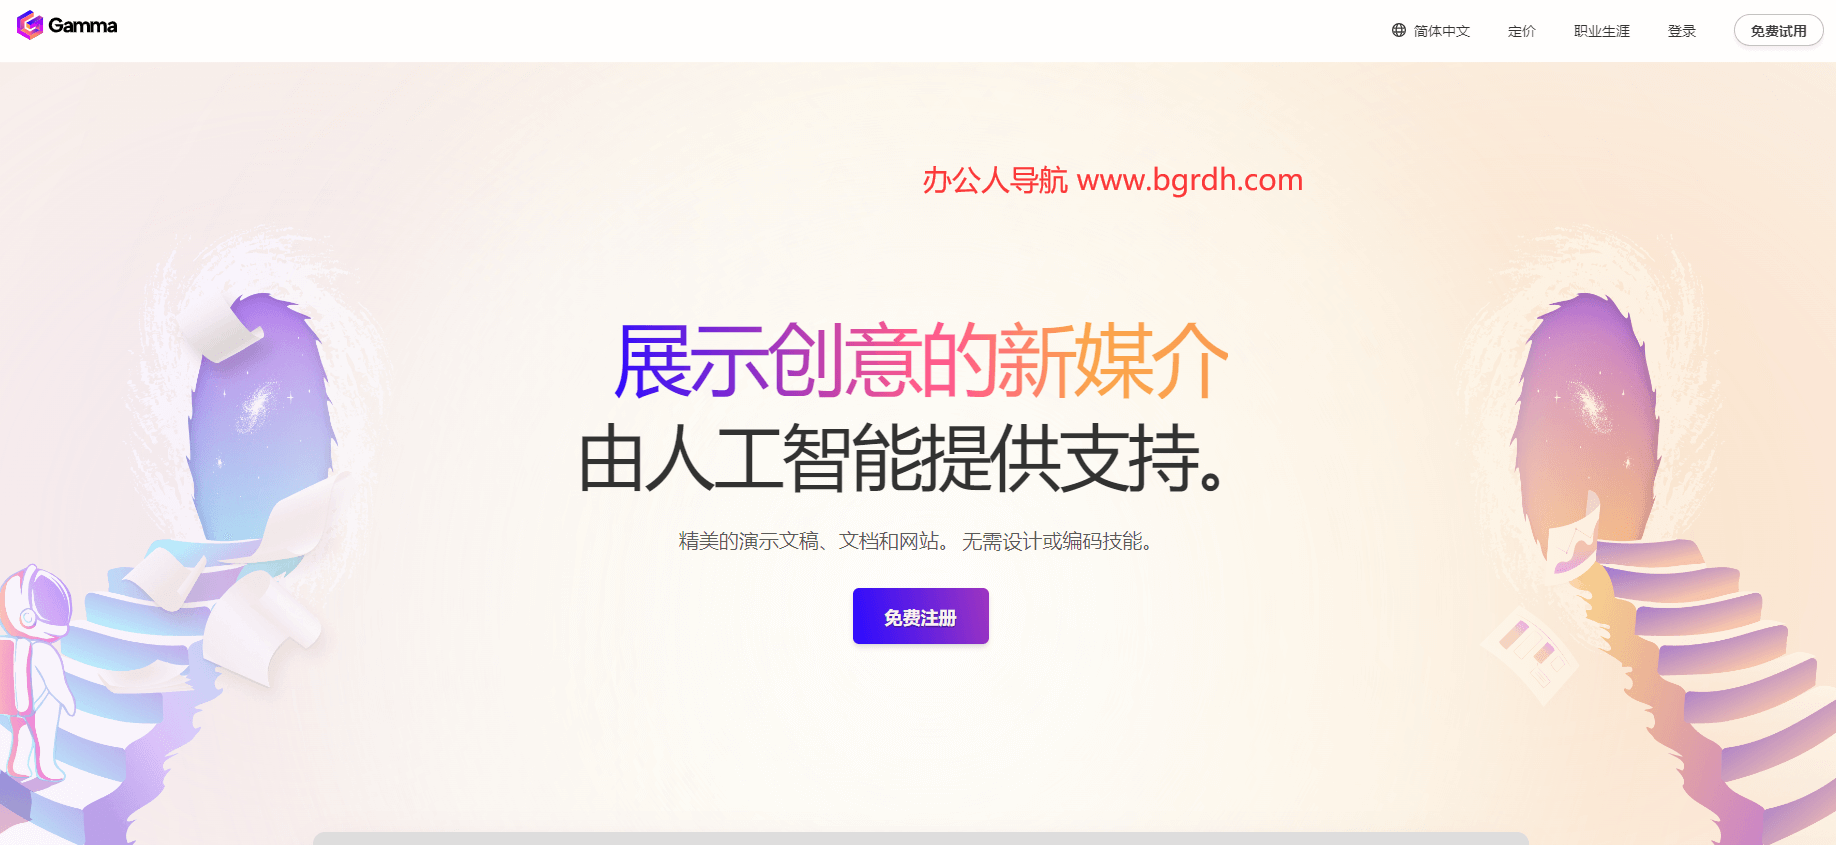 Gamma
简体中文 定价 职业生涯 登录 免费试用
办公人导航 www.bgrdh.com
展示创意的新媒介
由人工智能提供支持。
精美的演示文稿、文档和网站。 无需设计或编码技能。
免费注册